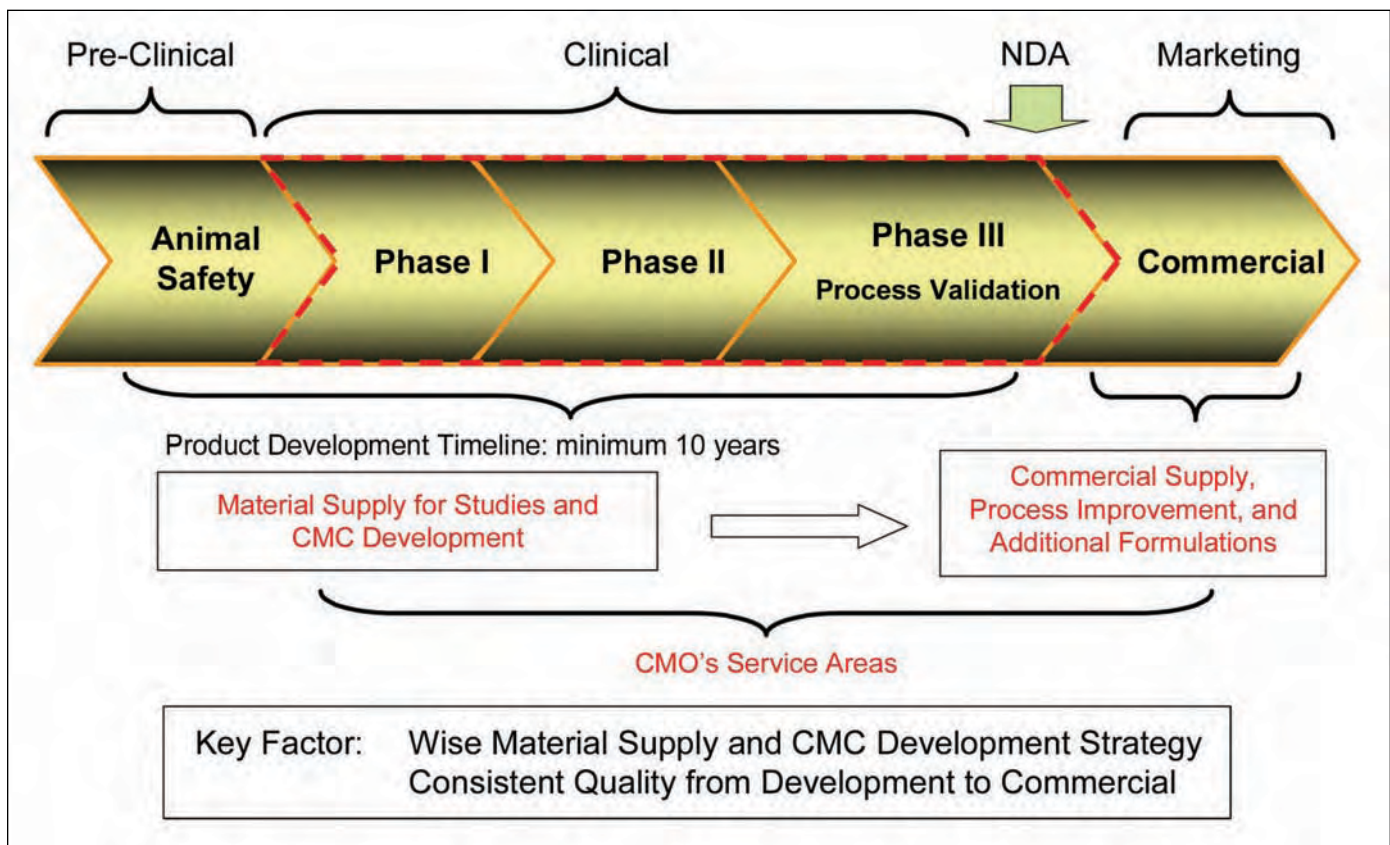 Pre-Clinical
Clinical
NDA
Marketing
Animal
Safety
Phase I
Phase II
Phase III
Process Validation
Commercial
Product Development Timeline: minimum 10 years
Material Supply for Studies and
CMC Development
Commercial Supply,
Process Improvement, and
Additional Formulations
CMO’s Service Areas
Key Factor: Wise Material Supply and CMC Development Strategy
Consistent Quality from Development to Commercial